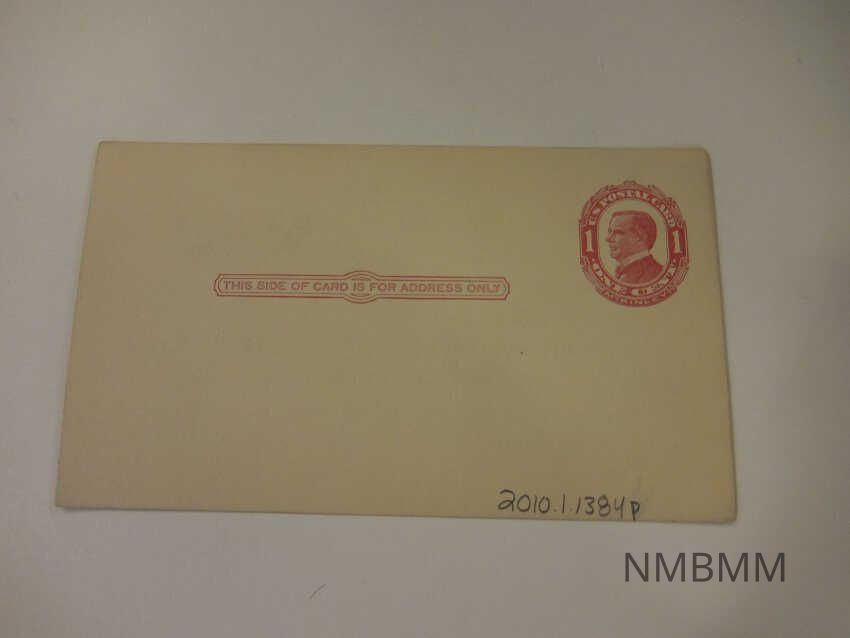 U.S. POSTAL CARD
1 1
ONE CENT
McKINLEY
THIS SIDE OF CARD IS FOR ADDRESS ONLY
2010.1.1384p
NMBMM